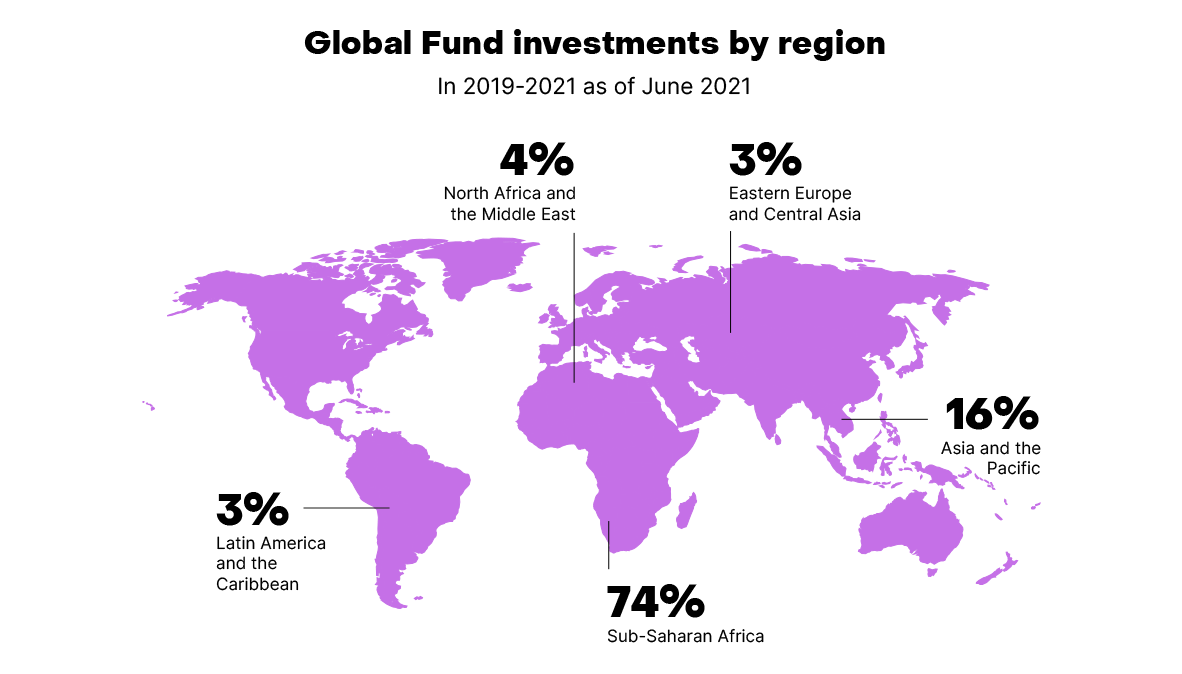 Global Fund investments by region
In 2019-2021 as of June 2021
4%
North Africa and
the Middle East
3%
Eastern Europe
and Central Asia
16%
Asia and the
Pacific
3%
Latin America
and the
Caribbean
74%
Sub-Saharan Africa